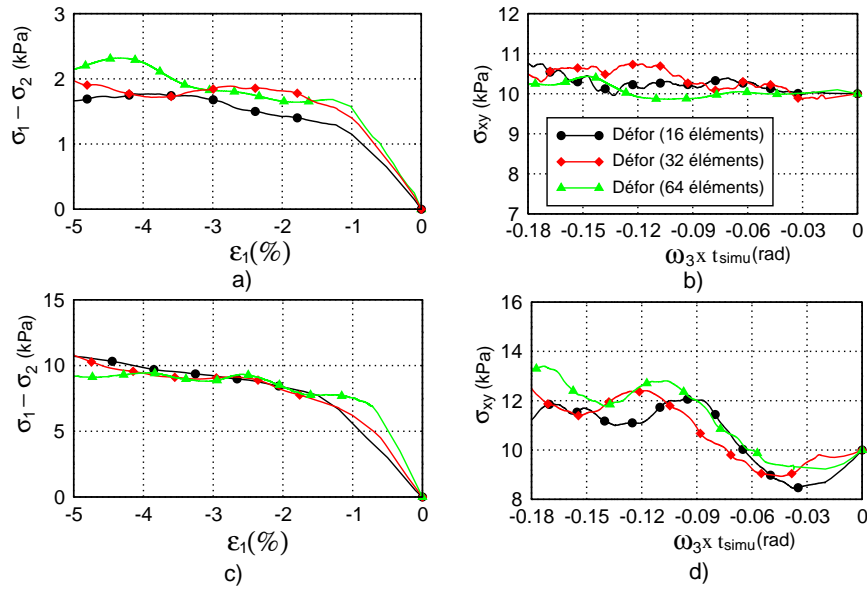 3
2
1
0
σ1 − σ2 (kPa)
-5 -4 -3 -2 -1 0
ε1(%)
a)
12
11
10
9
8
7
σxy (kPa)
Défor (16 éléments)
Défor (32 éléments)
Défor (64 éléments)
-0.18 -0.15 -0.12 -0.09 -0.06 -0.03 0
ω3 x tsimu(rad)
b)
15
10
5
0
σ1 − σ2 (kPa)
-5 -4 -3 -2 -1 0
ε1(%)
c)
16
14
12
10
8
σxy (kPa)
-0.18 -0.15 -0.12 -0.09 -0.06 -0.03 0
ω3 x tsimu(rad)
d)